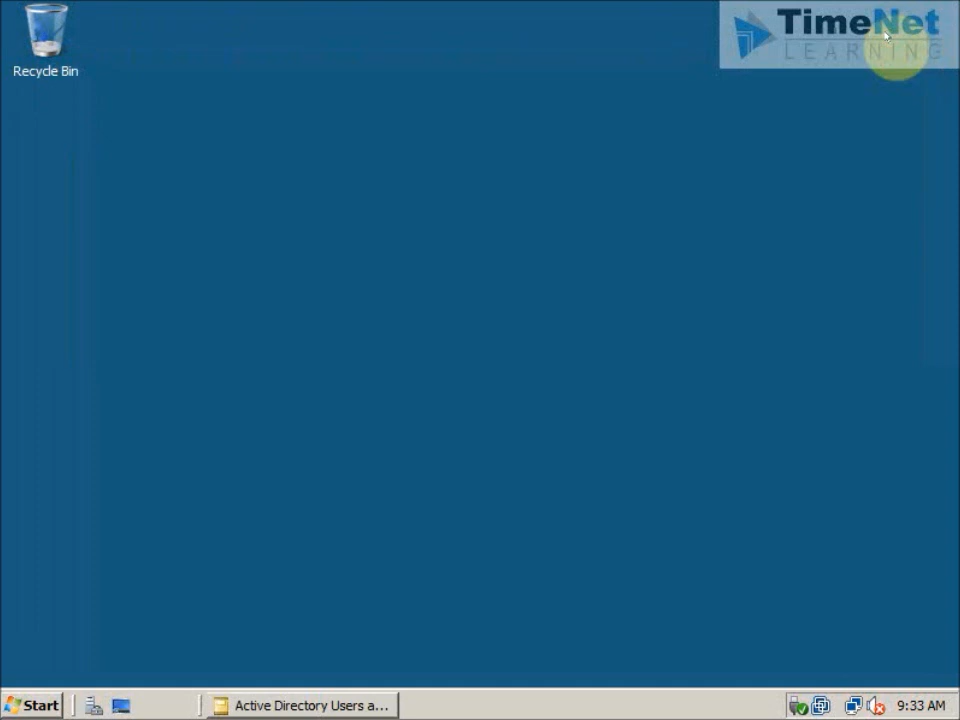 TimeNet
LEARNING
Recycle Bin
Start
Active Directory Users a...
9:33 AM